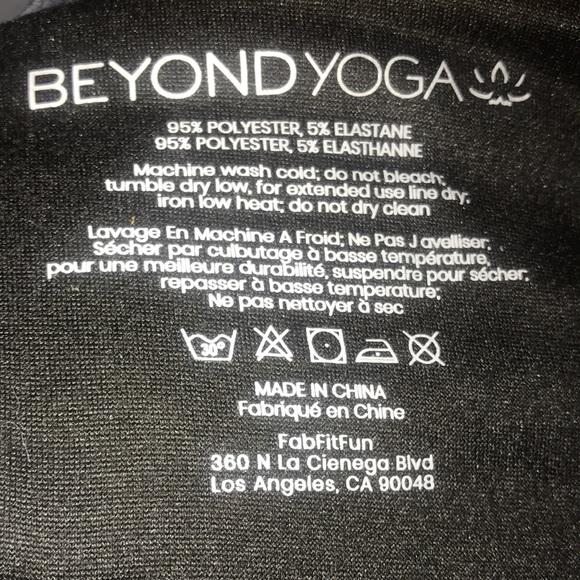 BEYOND YOGA
95% POLYESTER, 5% ELASTANE
95% POLYESTER, 5% ELASTHANNE
Machine wash cold; do not bleach;
tumble dry low, for extended use line dry;
iron low heat; do not dry clean
Lavage En Machine A Froid; Ne Pas Javelliser;
Sécher par culbutage à basse température,
pour une meilleure durabilité, suspendre pour sécher;
repasser à basse temperature;
Ne pas nettoyer à sec
30°
MADE IN CHINA
Fabriqué en Chine
FabFitFun
360 N La Cienega Blvd
Los Angeles, CA 90048